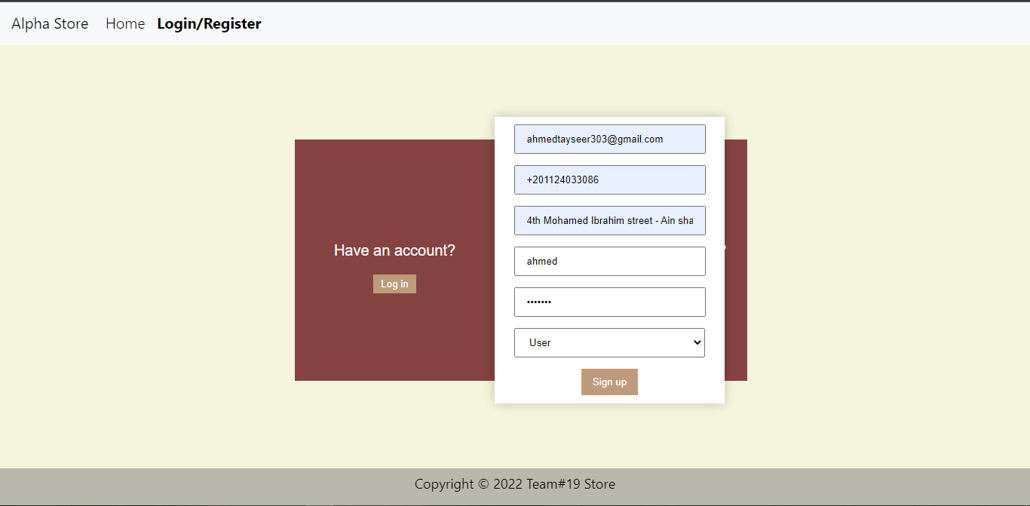 Alpha Store Home Login/Register
ahmedtayseer303@gmail.com
+201124033086
4th Mohamed Ibrahim street - Ain sha
Have an account?
?
ahmed
Log in
•••••••
User
Sign up
Copyright © 2022 Team#19 Store